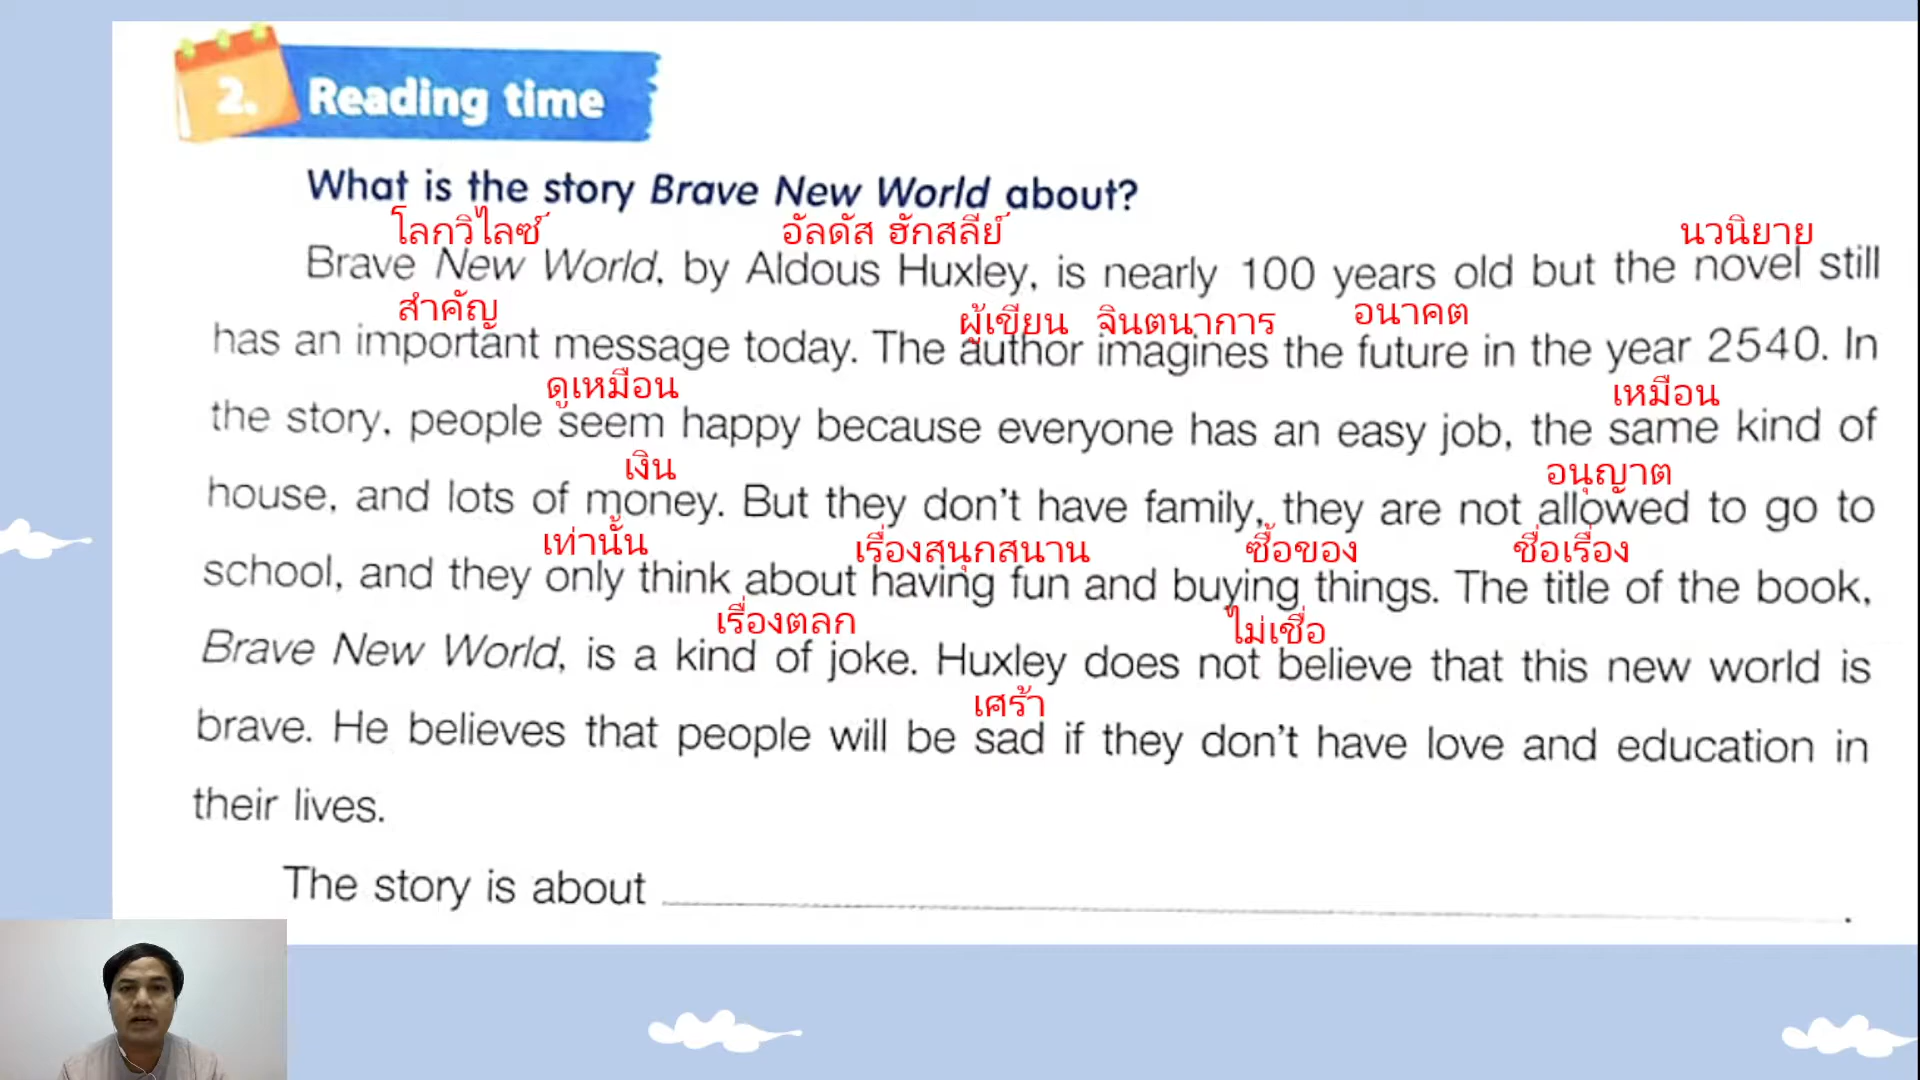 2. Reading time
What is the story Brave New World about?
โลกวิไลซ์ อัลดัส ฮักสลีย์ นวนิยาย
Brave New World, by Aldous Huxley, is nearly 100 years old but the novel still
สำคัญ ผู้เขียน จินตนาการ อนาคต
has an important message today. The author imagines the future in the year 2540. In
ดูเหมือน เหมือน
the story, people seem happy because everyone has an easy job, the same kind of
เงิน อนุญาต
house, and lots of money. But they don't have family, they are not allowed to go to
เท่านั้น เรื่องสนุกสนาน ซื้อของ ชื่อเรื่อง
school, and they only think about having fun and buying things. The title of the book,
เรื่องตลก ไม่เชื่อ
Brave New World, is a kind of joke. Huxley does not believe that this new world is
เศร้า
brave. He believes that people will be sad if they don't have love and education in
their lives.
The story is about .